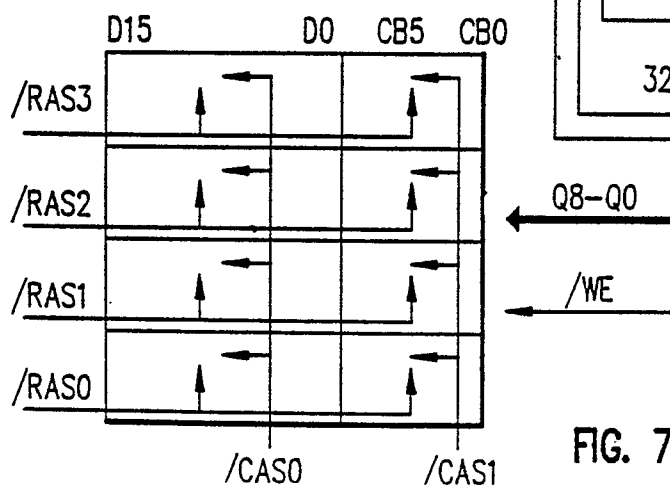 D15 D0 CB5 CB0
32
/RAS3
/RAS2
Q8-Q0
/RAS1
/WE
/RAS0
FIG. 7
/CAS0 /CAS1